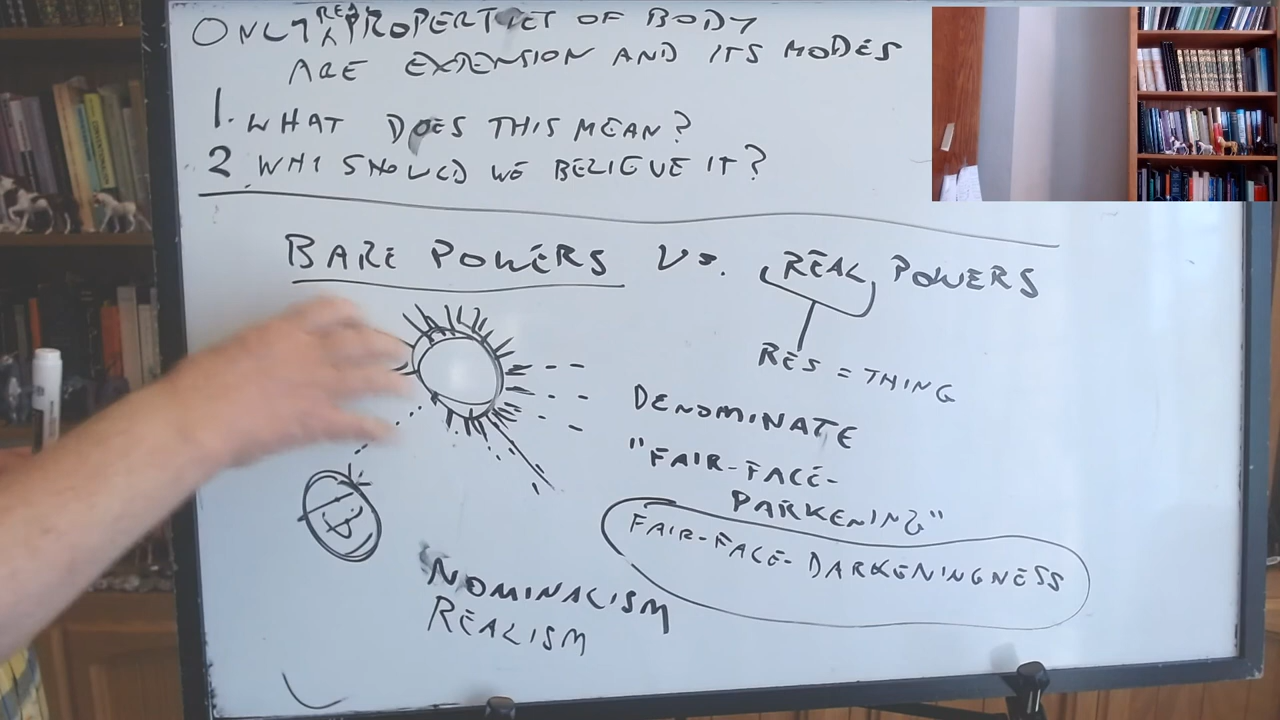 ONLY REAL PROPERTIES OF BODY
ARE EXTENSION AND ITS MODES
1. WHAT DOES THIS MEAN?
2 WHY SHOULD WE BELIEVE IT?
BARE POWERS VS. REAL POWERS
RES = THING
DENOMINATE
"FAIR-FACE-
DARKENING"
FAIR-FACE-DARKENINGNESS
NOMINALISM
REALISM